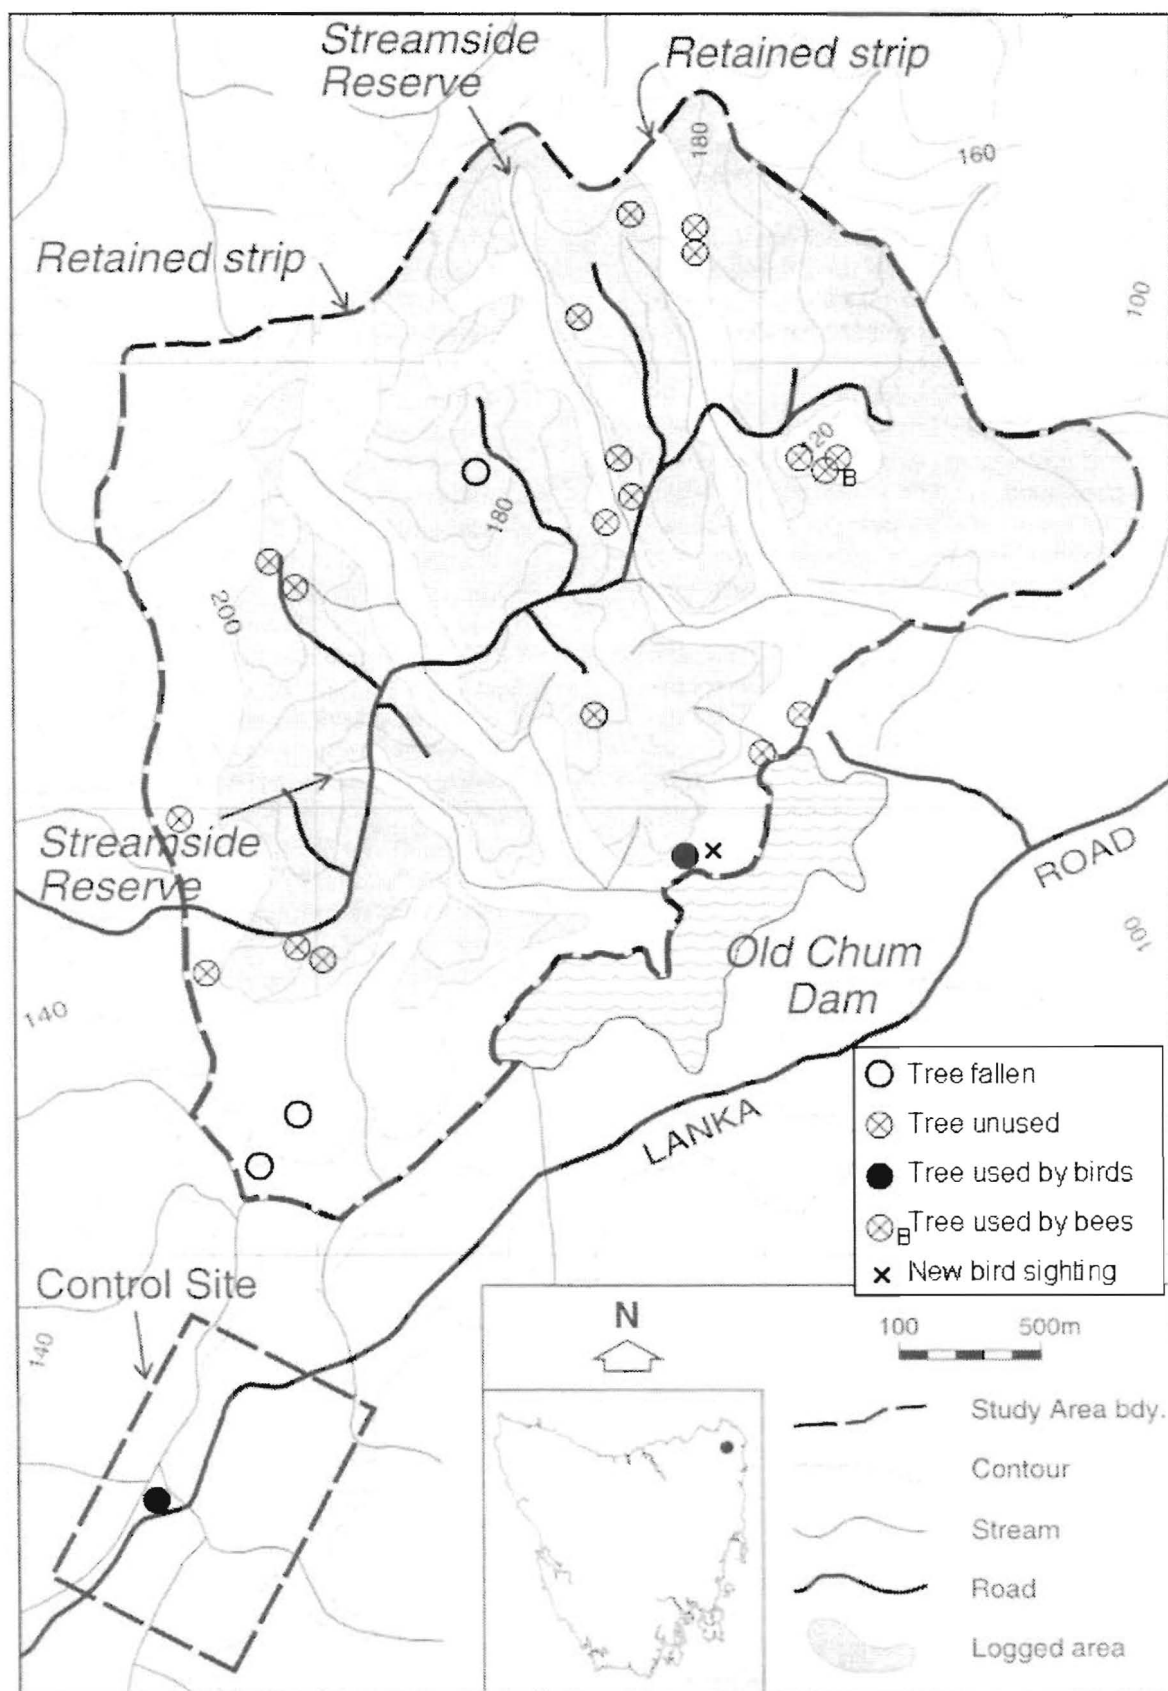 Streamside
Reserve
Retained strip
180
160
Retained strip
100
120
B
180
200
Streamside
Reserve
ROAD
100
Old Chum
Dam
140
LANKA
Tree fallen
Tree unused
Tree used by birds
B Tree used by bees
× New bird sighting
Control Site
140
N
100 500m
Study Area bdy.
Contour
Stream
Road
Logged area